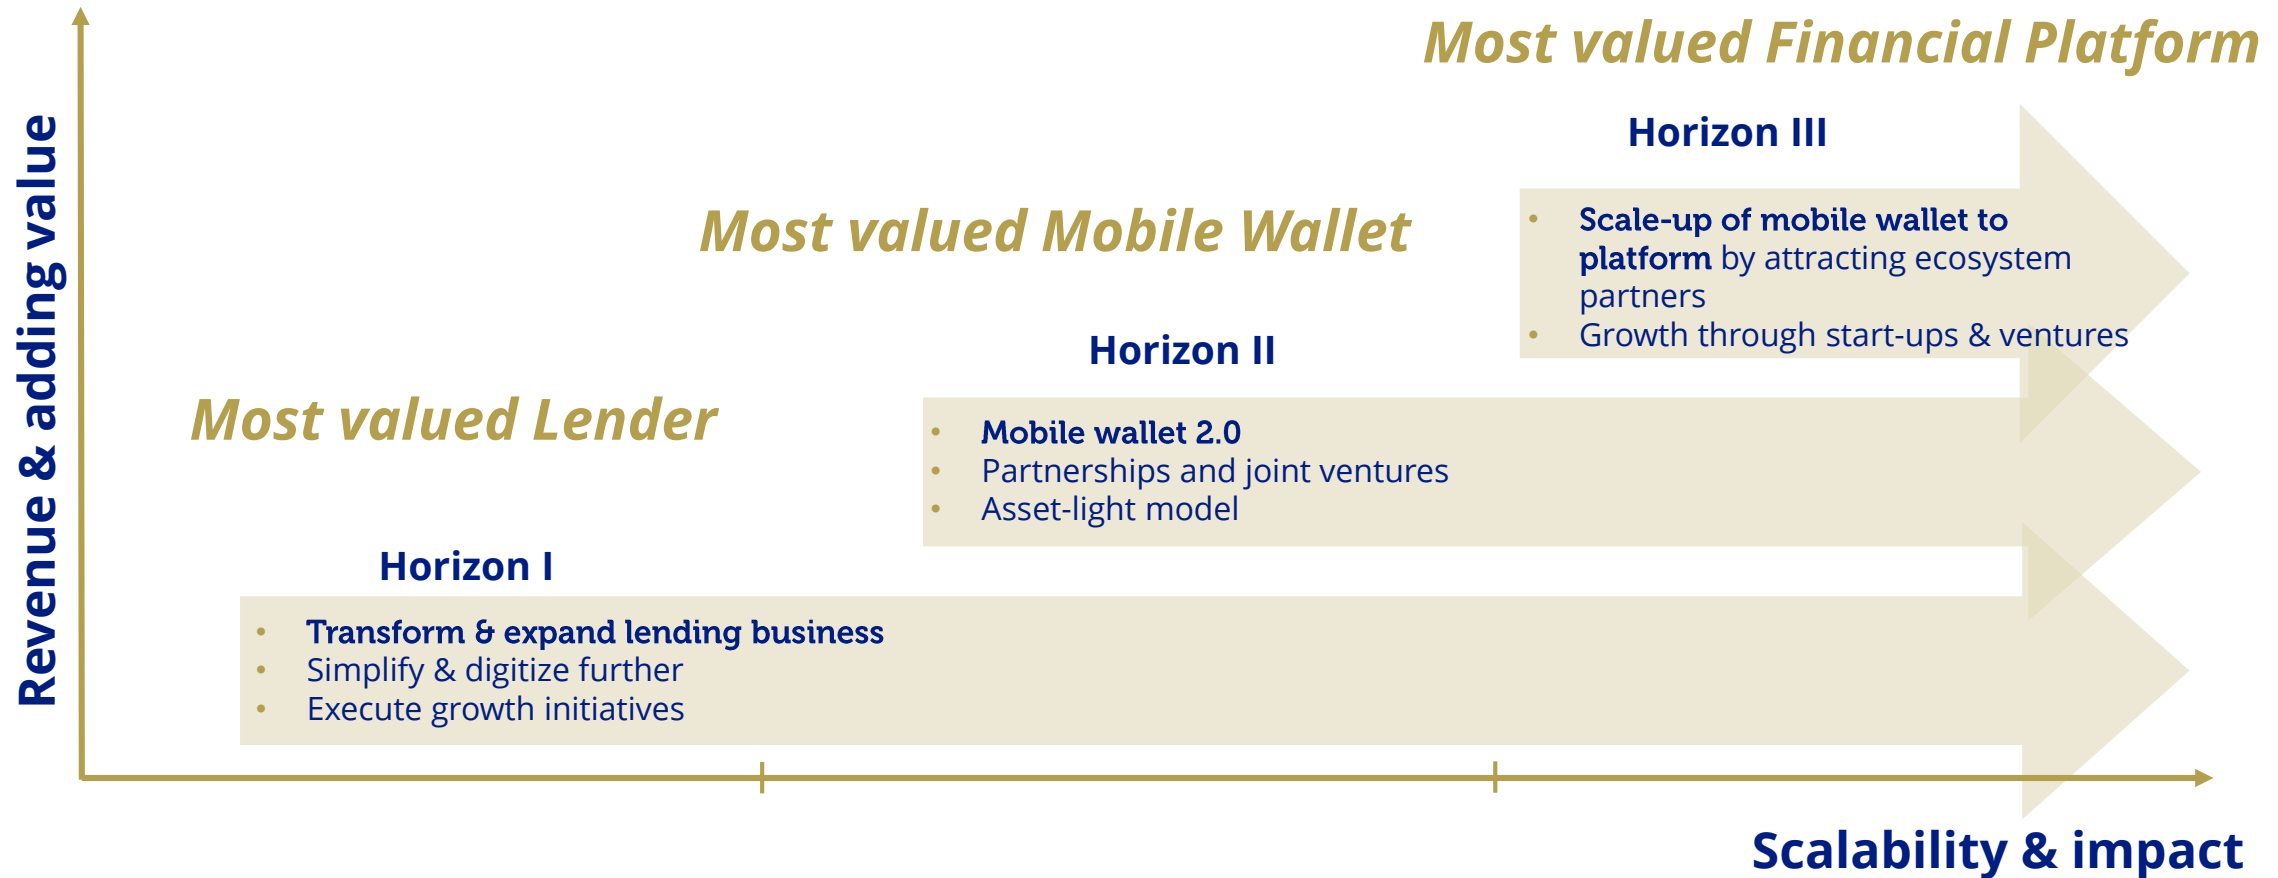 Most valued Financial Platform
Horizon III
• Scale-up of mobile wallet to
platform by attracting ecosystem
partners
• Growth through start-ups & ventures
Most valued Mobile Wallet
Horizon II
• Mobile wallet 2.0
• Partnerships and joint ventures
• Asset-light model
Most valued Lender
Horizon I
• Transform & expand lending business
• Simplify & digitize further
• Execute growth initiatives
Revenue & adding value
Scalability & impact